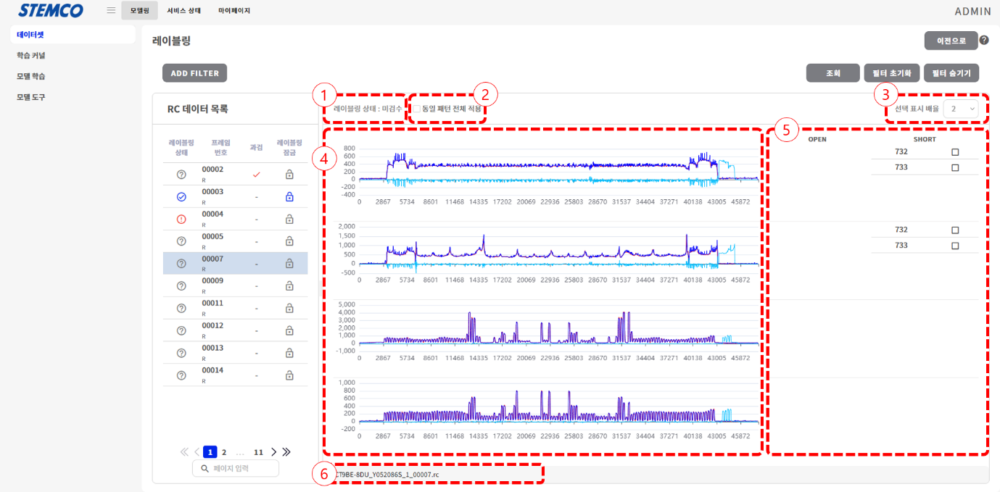 STEMCO
모델링 서비스 상태 마이페이지
ADMIN
데이터셋
학습 커널
모델 학습
모델 도구
레이블링
이전으로
?
ADD FILTER
조회 필터 초기화 필터 숨기기
RC 데이터 목록
레이블링 상태
프레임 번호
과검
레이블링 잠금
00002
R
00003
R
-
00004
R
-
00005
R
-
00007
R
-
00009
R
-
00011
R
-
00012
R
-
00013
R
-
00014
R
-
1 2 ... 11
페이지 입력
1
레이블링 상태 : 미검수
2
동일 패턴 전체 적용
3
선택 표시 배율 2
4
800
600
400
200
0
-200
-400
0 2867 5734 8601 11468 14335 17202 20069 22936 25803 28670 31537 34404 37271 40138 43005 45872
2,000
1,500
1,000
500
0
-500
0 2867 5734 8601 11468 14335 17202 20069 22936 25803 28670 31537 34404 37271 40138 43005 45872
5,000
4,000
3,000
2,000
1,000
0
-1,000
0 2867 5734 8601 11468 14335 17202 20069 22936 25803 28670 31537 34404 37271 40138 43005 45872
1,000
800
600
400
200
0
-200
0 2867 5734 8601 11468 14335 17202 20069 22936 25803 28670 31537 34404 37271 40138 43005 45872
5
OPEN SHORT
732
733
732
733
6
CT9BE-8DU_Y052086S_1_00007.rc